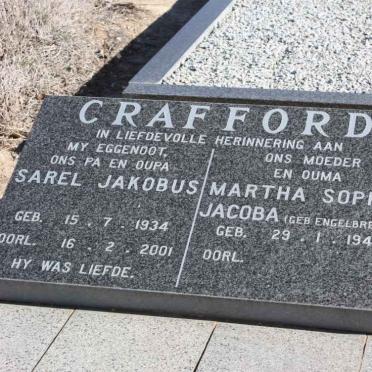 CRAFFORD
IN LIEFDEVOLLE HERINNERING AAN
MY EGGENOOT,
ONS PA EN OUPA
SAREL JAKOBUS
GEB. 15. 7. 1934
OORL. 16. 2. 2001
HY WAS LIEFDE.
ONS MOEDER
EN OUMA
MARTHA SOPH
JACOBA (GEB ENGELBRE
GEB. 29. 1. 194
OORL.